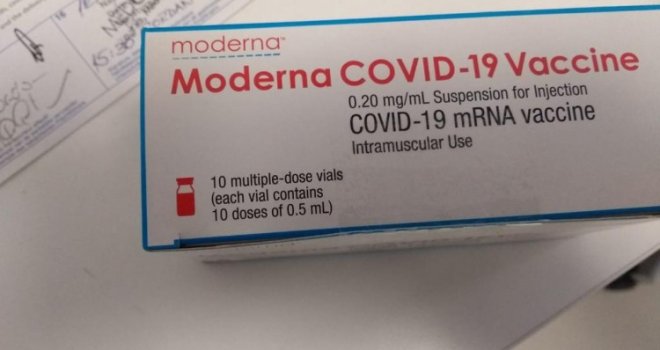 moderna™
Moderna COVID-19 Vaccine
0.20 mg/mL Suspension for Injection
COVID-19 mRNA vaccine
Intramuscular Use
10 multiple-dose vials
(each vial contains
10 doses of 0.5 mL)